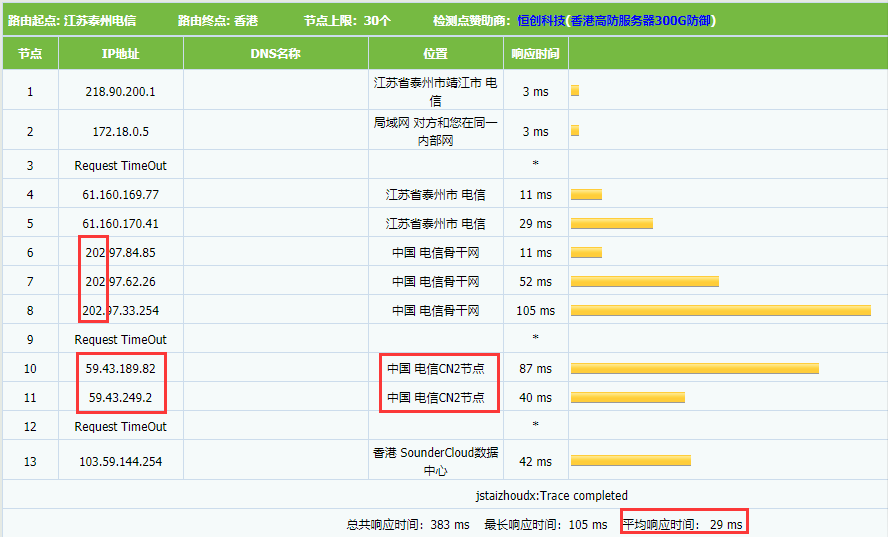 路由起点: 江苏泰州电信 路由终点: 香港 节点上限: 30个 检测点赞助商: 恒创科技(香港高防服务器300G防御)
节点 IP地址 DNS名称 位置 响应时间
1 218.90.200.1 江苏省泰州市靖江市 电信 3 ms
2 172.18.0.5 局域网 对方和您在同一内部网 3 ms
3 Request TimeOut *
4 61.160.169.77 江苏省泰州市 电信 11 ms
5 61.160.170.41 江苏省泰州市 电信 29 ms
6 202.97.84.85 中国 电信骨干网 11 ms
7 202.97.62.26 中国 电信骨干网 52 ms
8 202.97.33.254 中国 电信骨干网 105 ms
9 Request TimeOut *
10 59.43.189.82 中国 电信CN2节点 87 ms
11 59.43.249.2 中国 电信CN2节点 40 ms
12 Request TimeOut *
13 103.59.144.254 香港 SounderCloud数据中心 42 ms
jstaizhoudx:Trace completed
总共响应时间: 383 ms 最长响应时间: 105 ms 平均响应时间: 29 ms